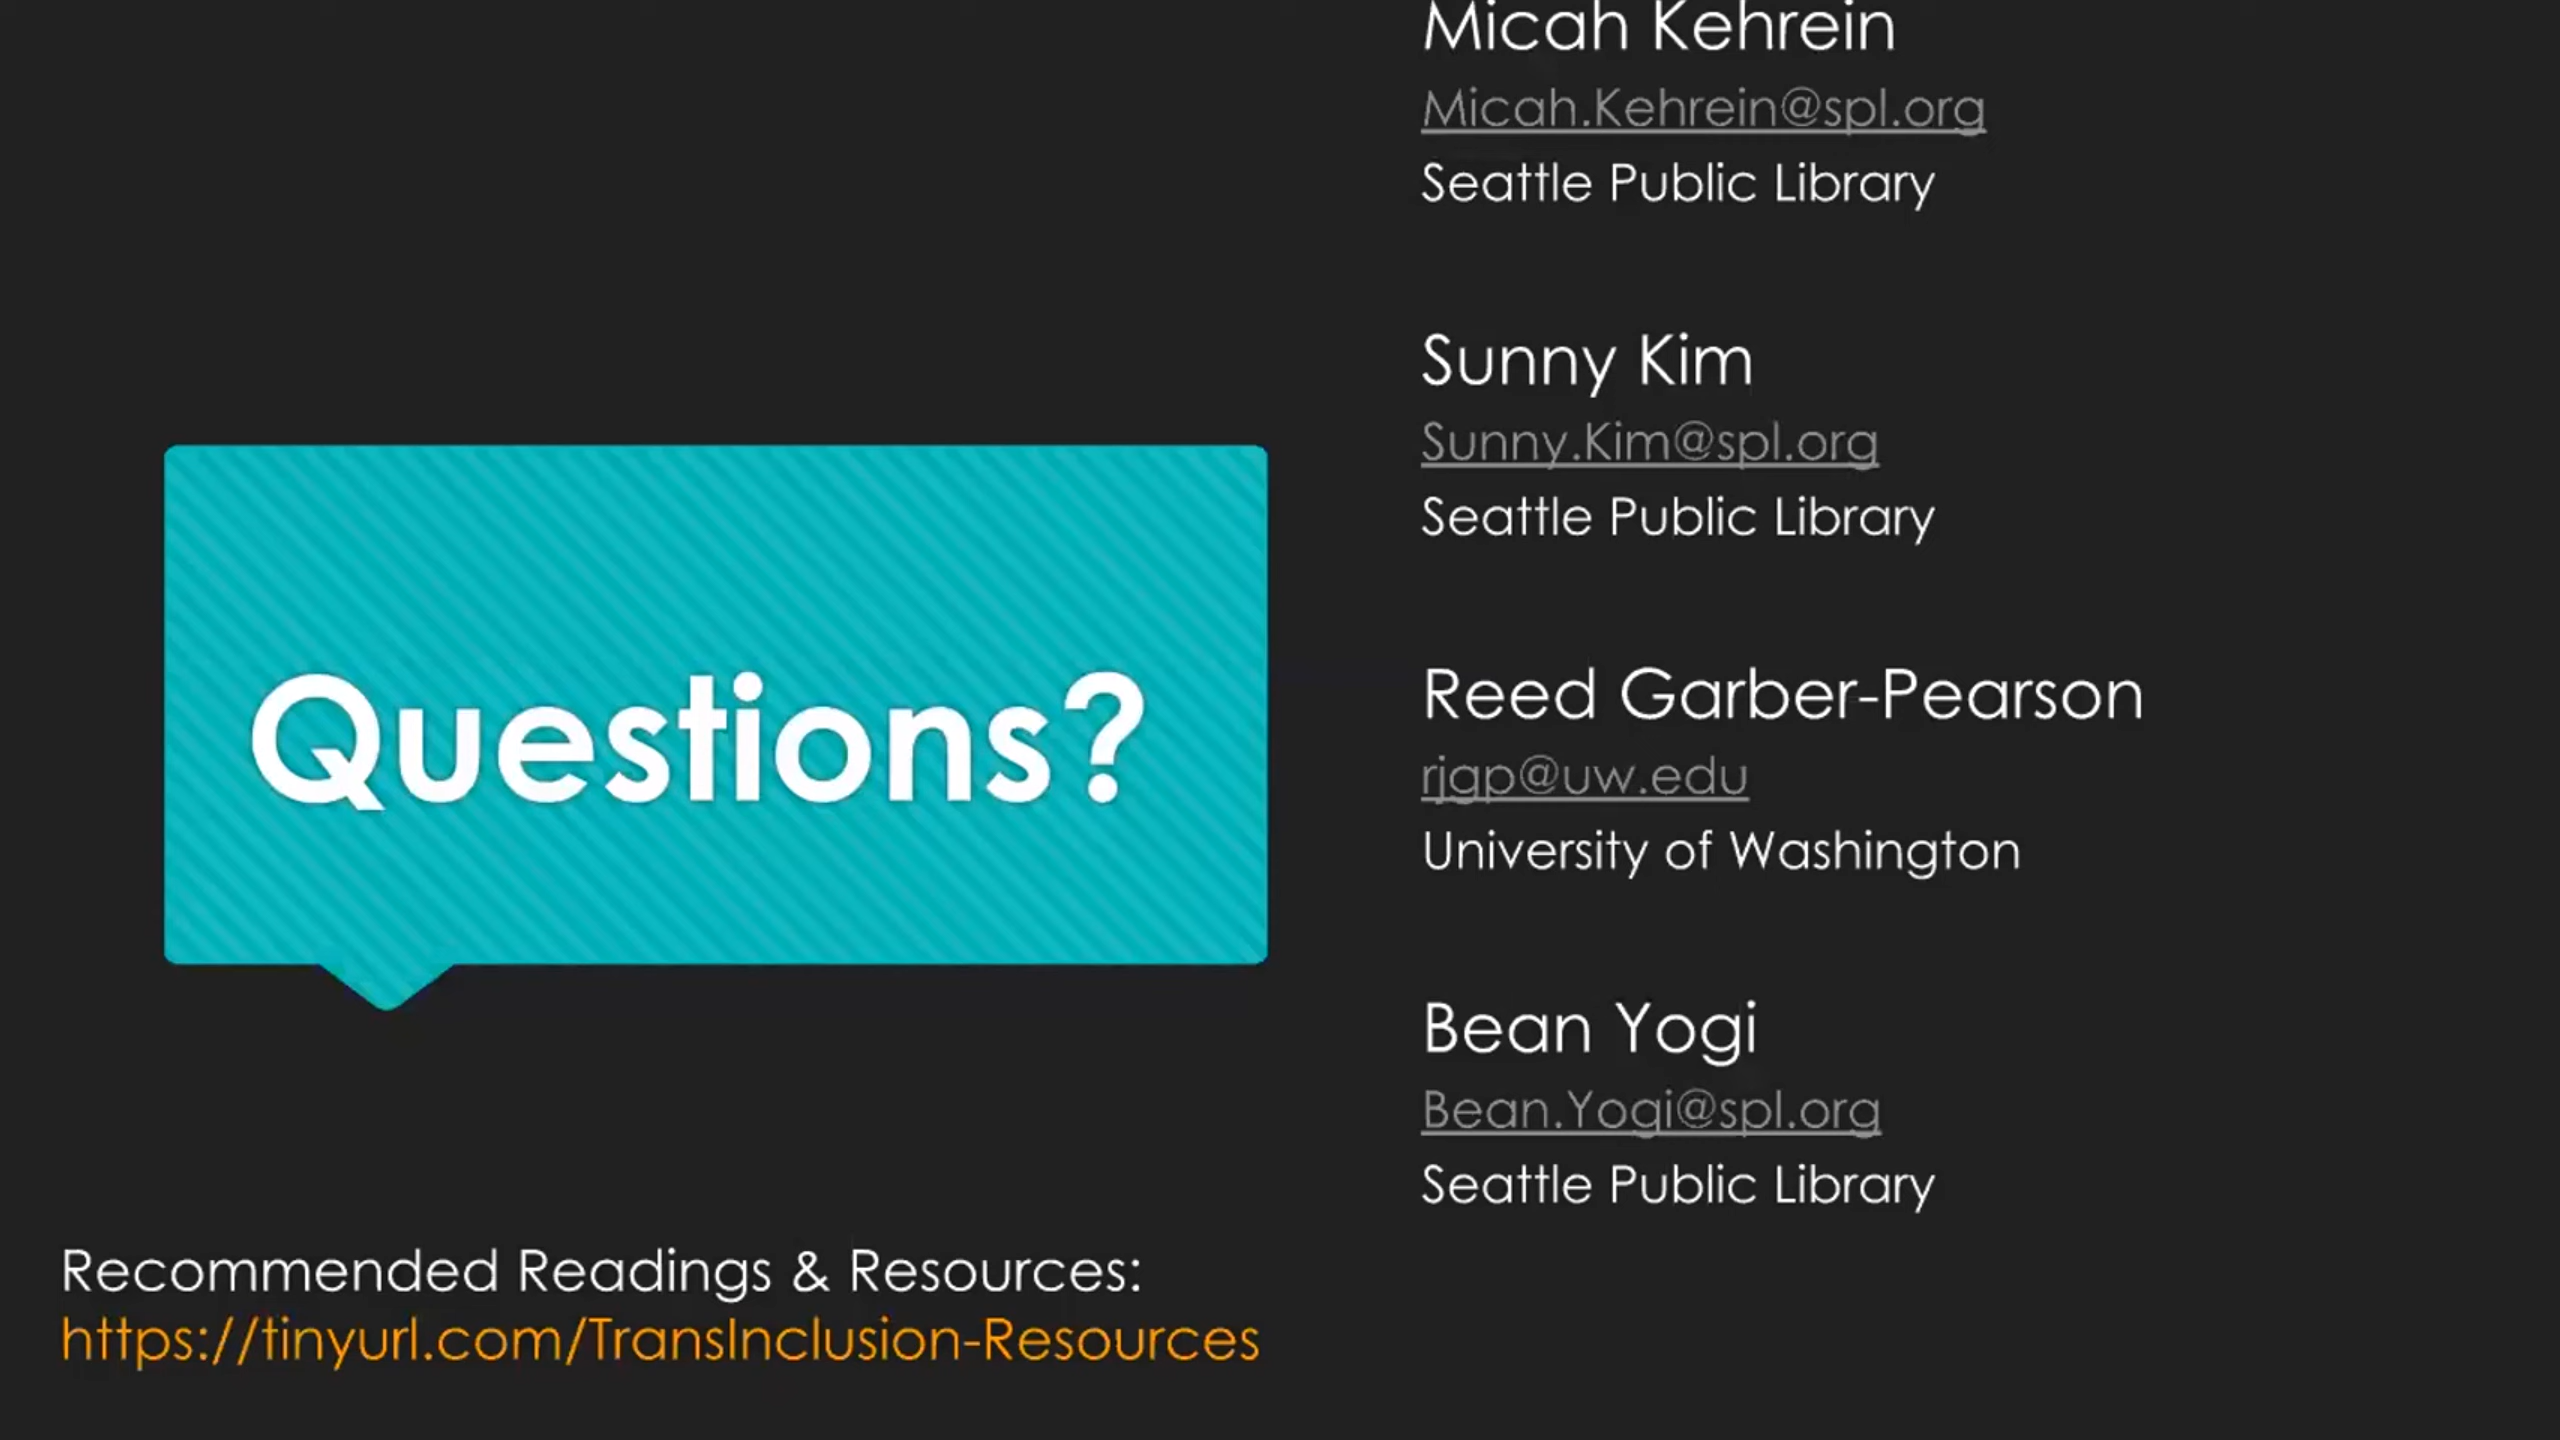 Micah Kehrein
Micah.Kehrein@spl.org
Seattle Public Library
Sunny Kim
Sunny.Kim@spl.org
Seattle Public Library
Questions?
Reed Garber-Pearson
rjgp@uw.edu
University of Washington
Bean Yogi
Bean.Yogi@spl.org
Seattle Public Library
Recommended Readings & Resources:
https://tinyurl.com/TransInclusion-Resources